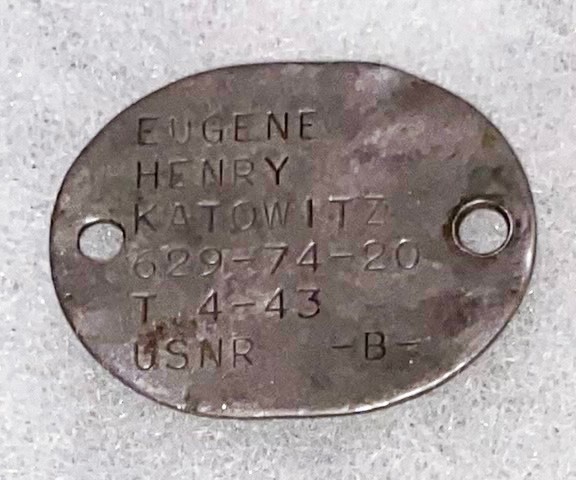 EUGENE
HENRY
KATOWITZ
629-74-20
T 4-43
USNR -B-